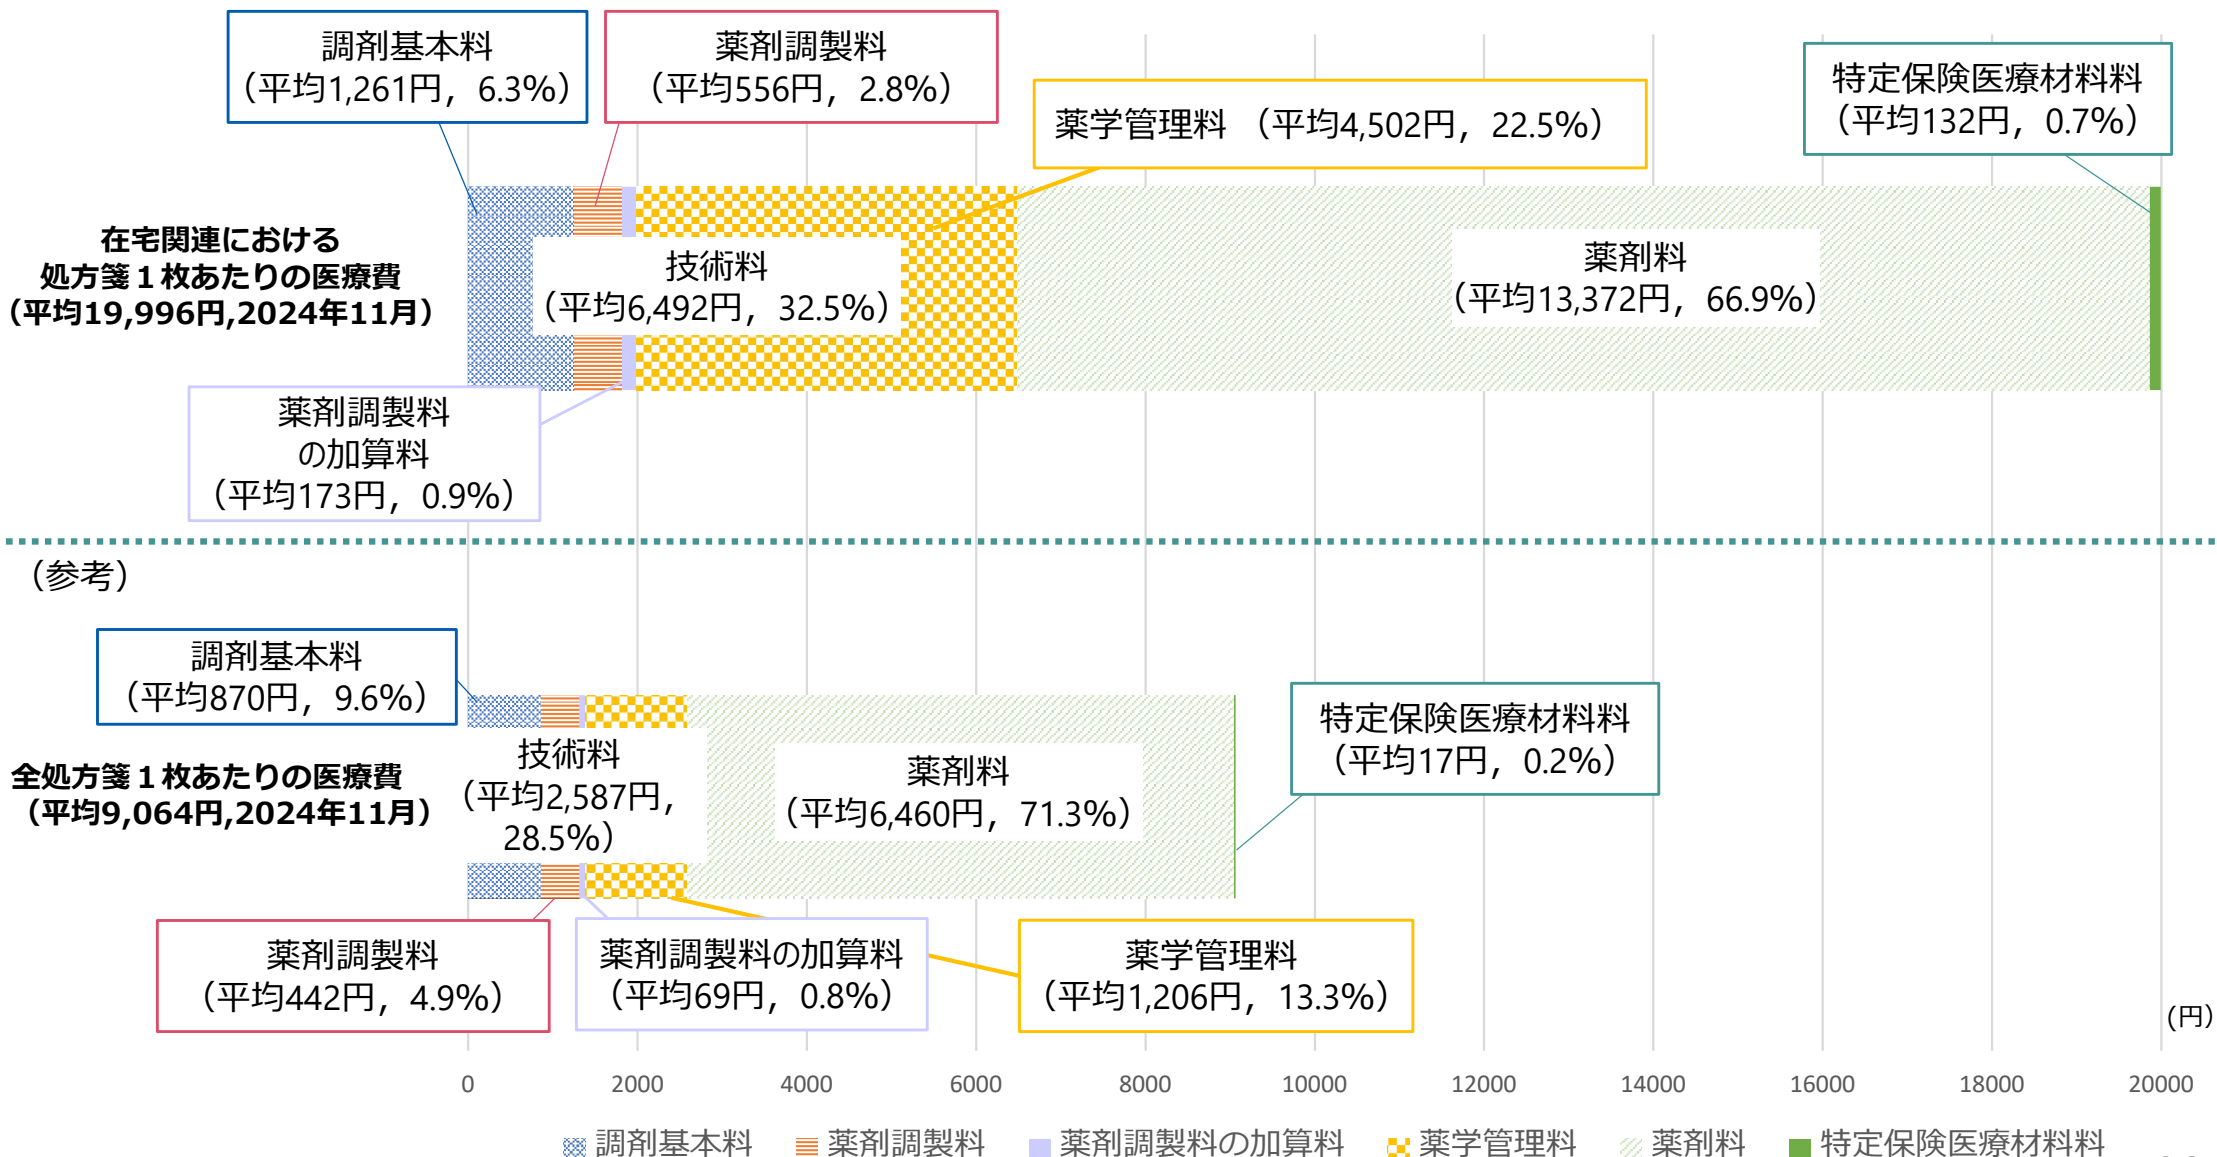 調剤基本料
（平均1,261円，6.3%）
薬剤調製料
（平均556円，2.8%）
薬学管理料 （平均4,502円，22.5%）
特定保険医療材料料
（平均132円，0.7%）
在宅関連における
処方箋１枚あたりの医療費
（平均19,996円,2024年11月）
技術料
（平均6,492円，32.5%）
薬剤料
（平均13,372円，66.9%）
薬剤調製料
の加算料
（平均173円，0.9%）
（参考）
調剤基本料
（平均870円，9.6%）
全処方箋１枚あたりの医療費
（平均9,064円,2024年11月）
技術料
（平均2,587円，
28.5%）
薬剤料
（平均6,460円，71.3%）
特定保険医療材料料
（平均17円，0.2%）
薬剤調製料
（平均442円，4.9%）
薬剤調製料の加算料
（平均69円，0.8%）
薬学管理料
（平均1,206円，13.3%）
(円)
0 2000 4000 6000 8000 10000 12000 14000 16000 18000 20000
調剤基本料 薬剤調製料 薬剤調製料の加算料 薬学管理料 薬剤料 特定保険医療材料料